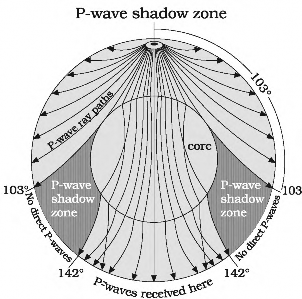 P-wave shadow zone
103°
P-wave ray paths
core
103°
P-wave
shadow
zone
P-wave
shadow
zone
103
No direct P-waves
No direct P-waves
142°
142°
P-waves received here